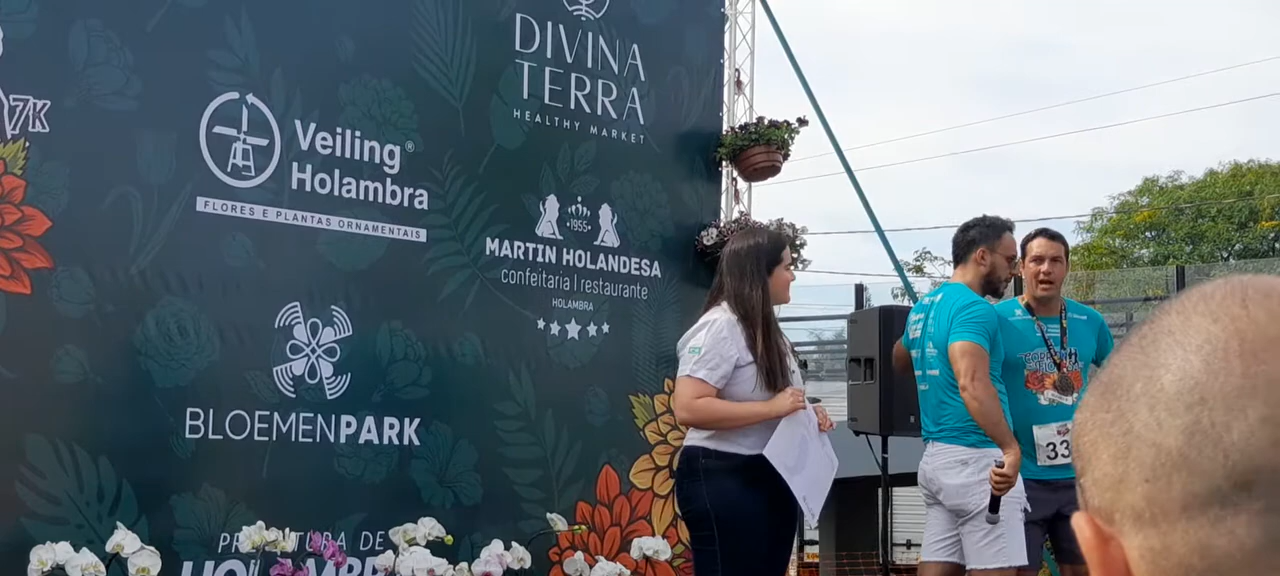 7K
DIVINA
TERRA
HEALTHY MARKET
Veiling®
Holambra
FLORES E PLANTAS ORNAMENTAIS
1955
MARTIN HOLANDESA
confeitaria | restaurante
HOLAMBRA
BLOEMENPARK
33